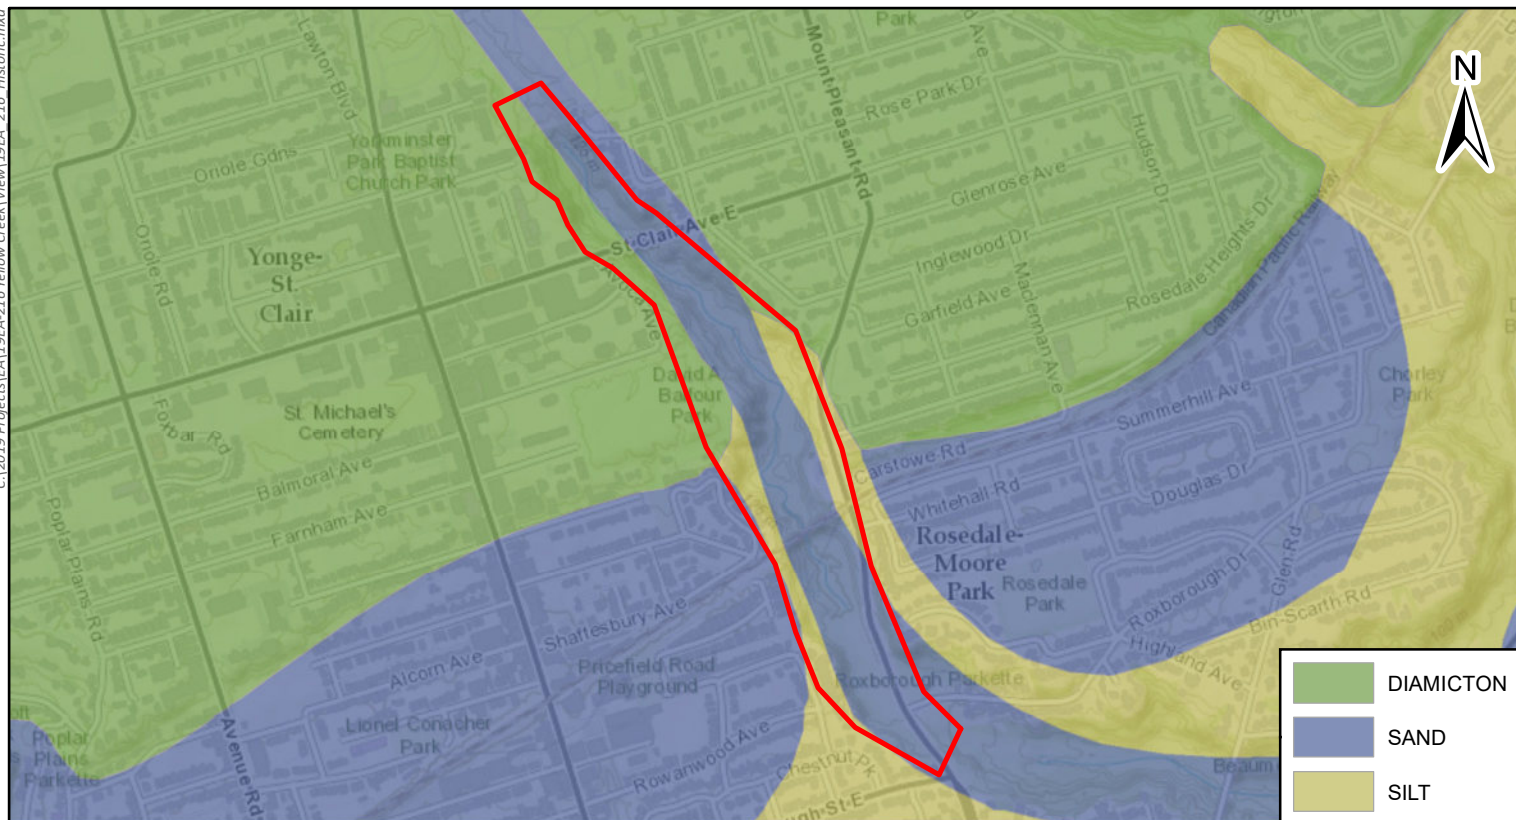 Park
Lawton Blvd
Mount Pleasant Rd
Rose Park Dr
N
Yorkminster
Park Baptist
Church Park
Oriole Gdns
Hudson Dr
Glenrose Ave
Oriole Rd
St Clair Ave E
Inglewood Dr
Rosedale Heights Dr
Canadian Pacific Railway
Yonge-
St.
Clair
Avoca Ave
Garfield Ave
Maclennan Ave
David A
Balfour
Park
Chorley
Park
Summerhill Ave
St Michael's
Cemetery
Foxbar Rd
Balmoral Ave
Carstowe Rd
Whitehall Rd
Douglas Dr
Poplar Plains Rd
Farnham Ave
Rosedale-
Moore
Park
Rosedale
Park
Glen Rd
Roxborough Dr
Bin-Scarth Rd
Highland Ave
Shaftesbury Ave
Alcorn Ave
Pricefield Road
Playground
Roxborough Parkette
Lionel Conacher
Park
Avenue Rd
Rowanwood Ave
Chestnut Pk
Poplar
Plains
Parkette
DIAMICTON
SAND
SILT